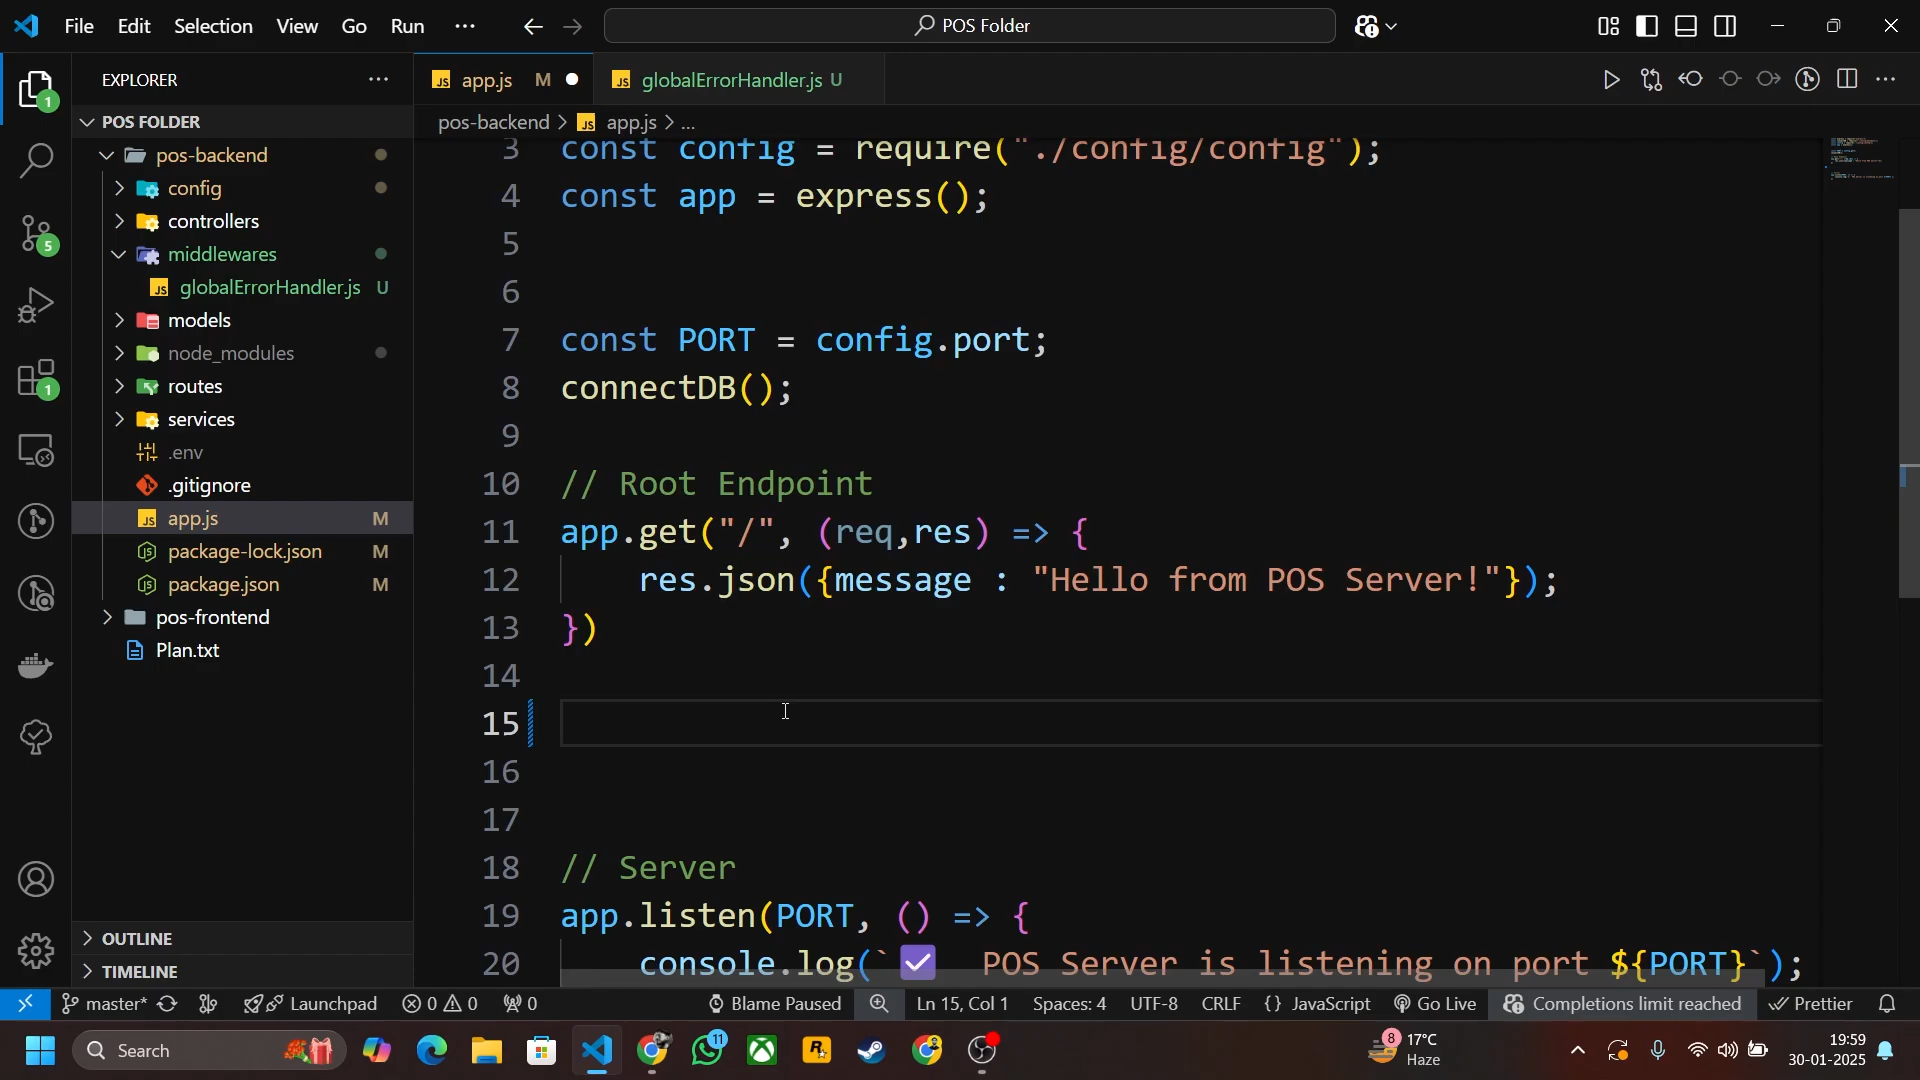 File Edit Selection View Go Run ··· POS Folder
EXPLORER ···
app.js M globalErrorHandler.js U
pos-backend > app.js > ...
POS FOLDER
pos-backend
config
controllers
middlewares
globalErrorHandler.js U
models
node_modules
routes
services
.env
.gitignore
app.js M
package-lock.json M
package.json M
pos-frontend
Plan.txt
OUTLINE
TIMELINE
1
5
1
3 const config = require("./config/config");
4 const app = express();
5
6
7 const PORT = config.port;
8 connectDB();
9
10 // Root Endpoint
11 app.get("/", (req,res) => {
12 res.json({message : "Hello from POS Server!"});
13 })
14
15
16
17
18 // Server
19 app.listen(PORT, () => {
20 console.log(`☑ POS Server is listening on port ${PORT}`);
master* Launchpad 0 0 0 Blame Paused Ln 15, Col 1 Spaces: 4 UTF-8 CRLF {} JavaScript Go Live Completions limit reached Prettier
Search 11 8 17°C 19:59
Haze 30-01-2025